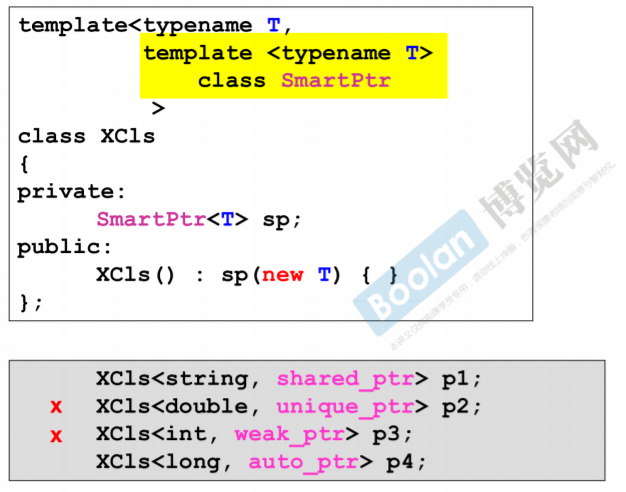 template<typename T,
template <typename T>
class SmartPtr
>
class XCls
{
private:
SmartPtr<T> sp;
public:
XCls() : sp(new T) { }
};
Boolan 博览网
XCls<string, shared_ptr> p1;
x XCls<double, unique_ptr> p2;
x XCls<int, weak_ptr> p3;
XCls<long, auto_ptr> p4;